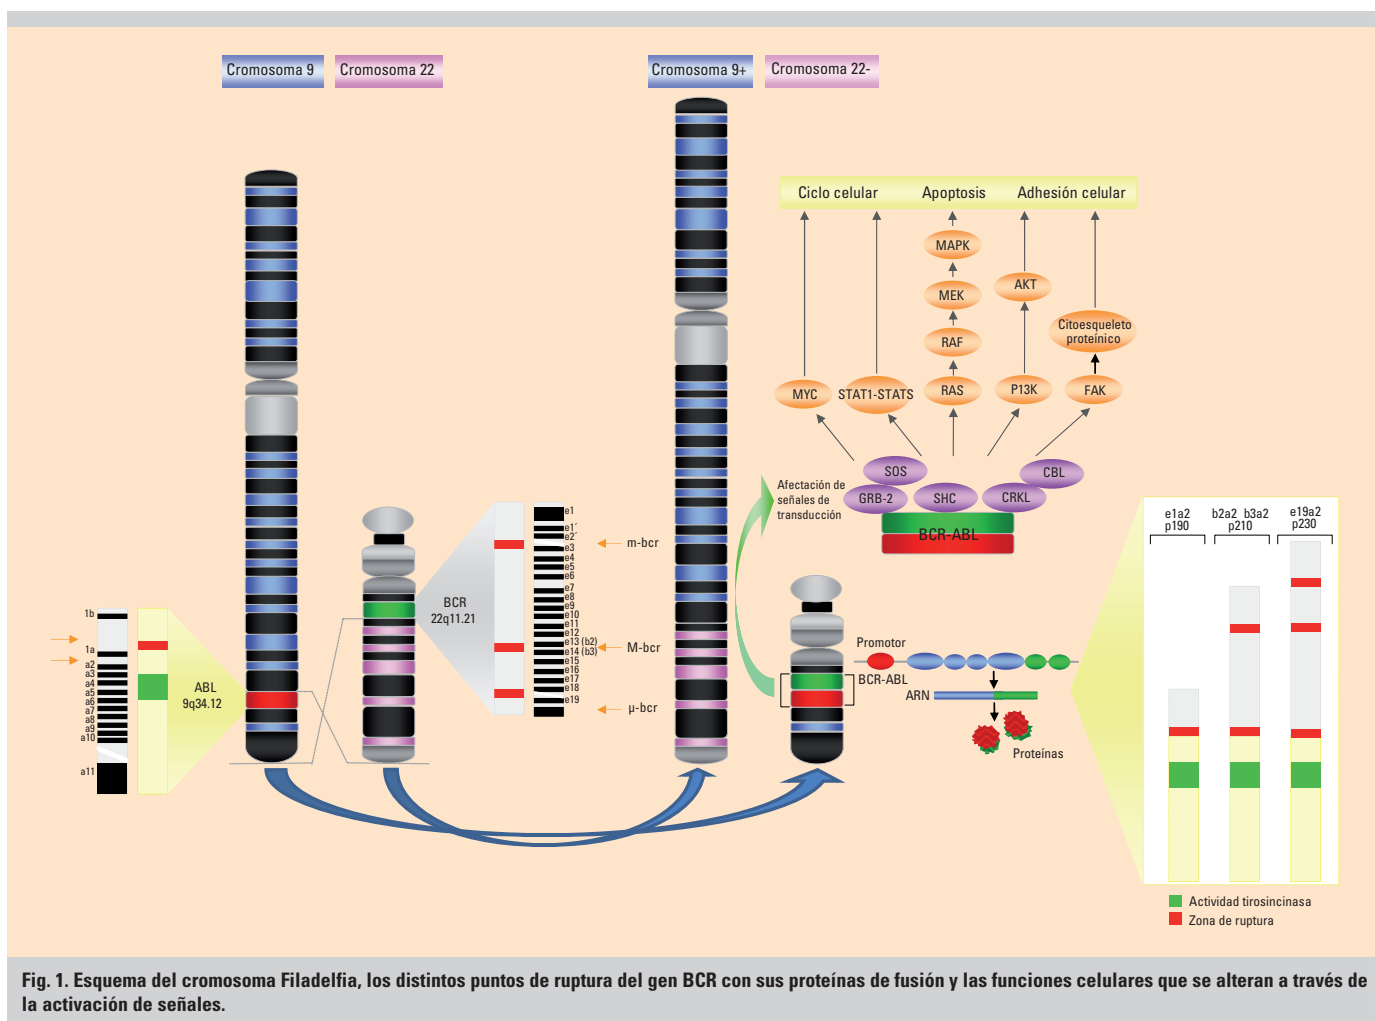 Cromosoma 9
Cromosoma 22
Cromosoma 9+
Cromosoma 22-
Ciclo celular
Apoptosis
Adhesión celular
MAPK
MEK
AKT
RAF
Citoesqueleto
proteínico
MYC
STAT1-STATS
RAS
P13K
FAK
SOS
CBL
GRB-2
SHC
CRKL
BCR-ABL
Afectación de
señales de
transducción
1b
1a
a2
a3
a4
a5
a6
a7
a8
a9
a10
a11
ABL
9q34.12
BCR
22q11.21
e1
e1´
e2´
e3
e4
e5
e6
e7
e8
e9
e10
e11
e12
e13 (b2)
e14 (b3)
e15
e16
e17
e18
e19
m-bcr
M-bcr
µ-bcr
Promotor
BCR-ABL
ARN
Proteínas
e1a2
p190
b2a2 b3a2
p210
e19a2
p230
Actividad tirosincinasa
Zona de ruptura
Fig. 1. Esquema del cromosoma Filadelfia, los distintos puntos de ruptura del gen BCR con sus proteínas de fusión y las funciones celulares que se alteran a través de
la activación de señales.